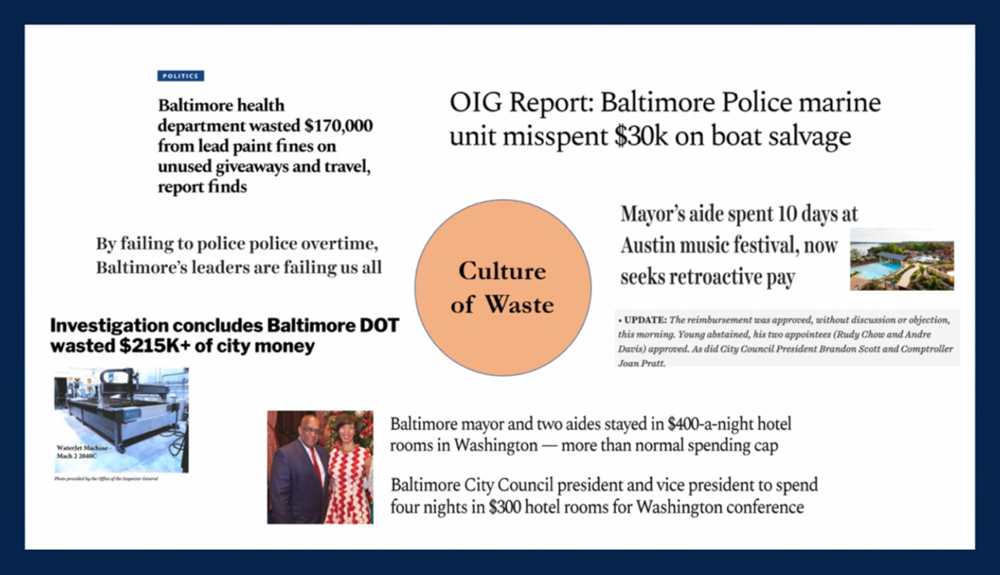 POLITICS
Baltimore health
department wasted $170,000
from lead paint fines on
unused giveaways and travel,
report finds
OIG Report: Baltimore Police marine
unit misspent $30k on boat salvage
By failing to police police overtime,
Baltimore’s leaders are failing us all
Culture
of Waste
Mayor’s aide spent 10 days at
Austin music festival, now
seeks retroactive pay
• UPDATE: The reimbursement was approved, without discussion or objection,
this morning. Young abstained, his two appointees (Rudy Chow and Andre
Davis) approved. As did City Council President Brandon Scott and Comptroller
Joan Pratt.
Investigation concludes Baltimore DOT
wasted $215K+ of city money
WaterJet Machine -
Mach 2 2040C
Photo provided by the Office of the Inspector General
Baltimore mayor and two aides stayed in $400-a-night hotel
rooms in Washington — more than normal spending cap
Baltimore City Council president and vice president to spend
four nights in $300 hotel rooms for Washington conference